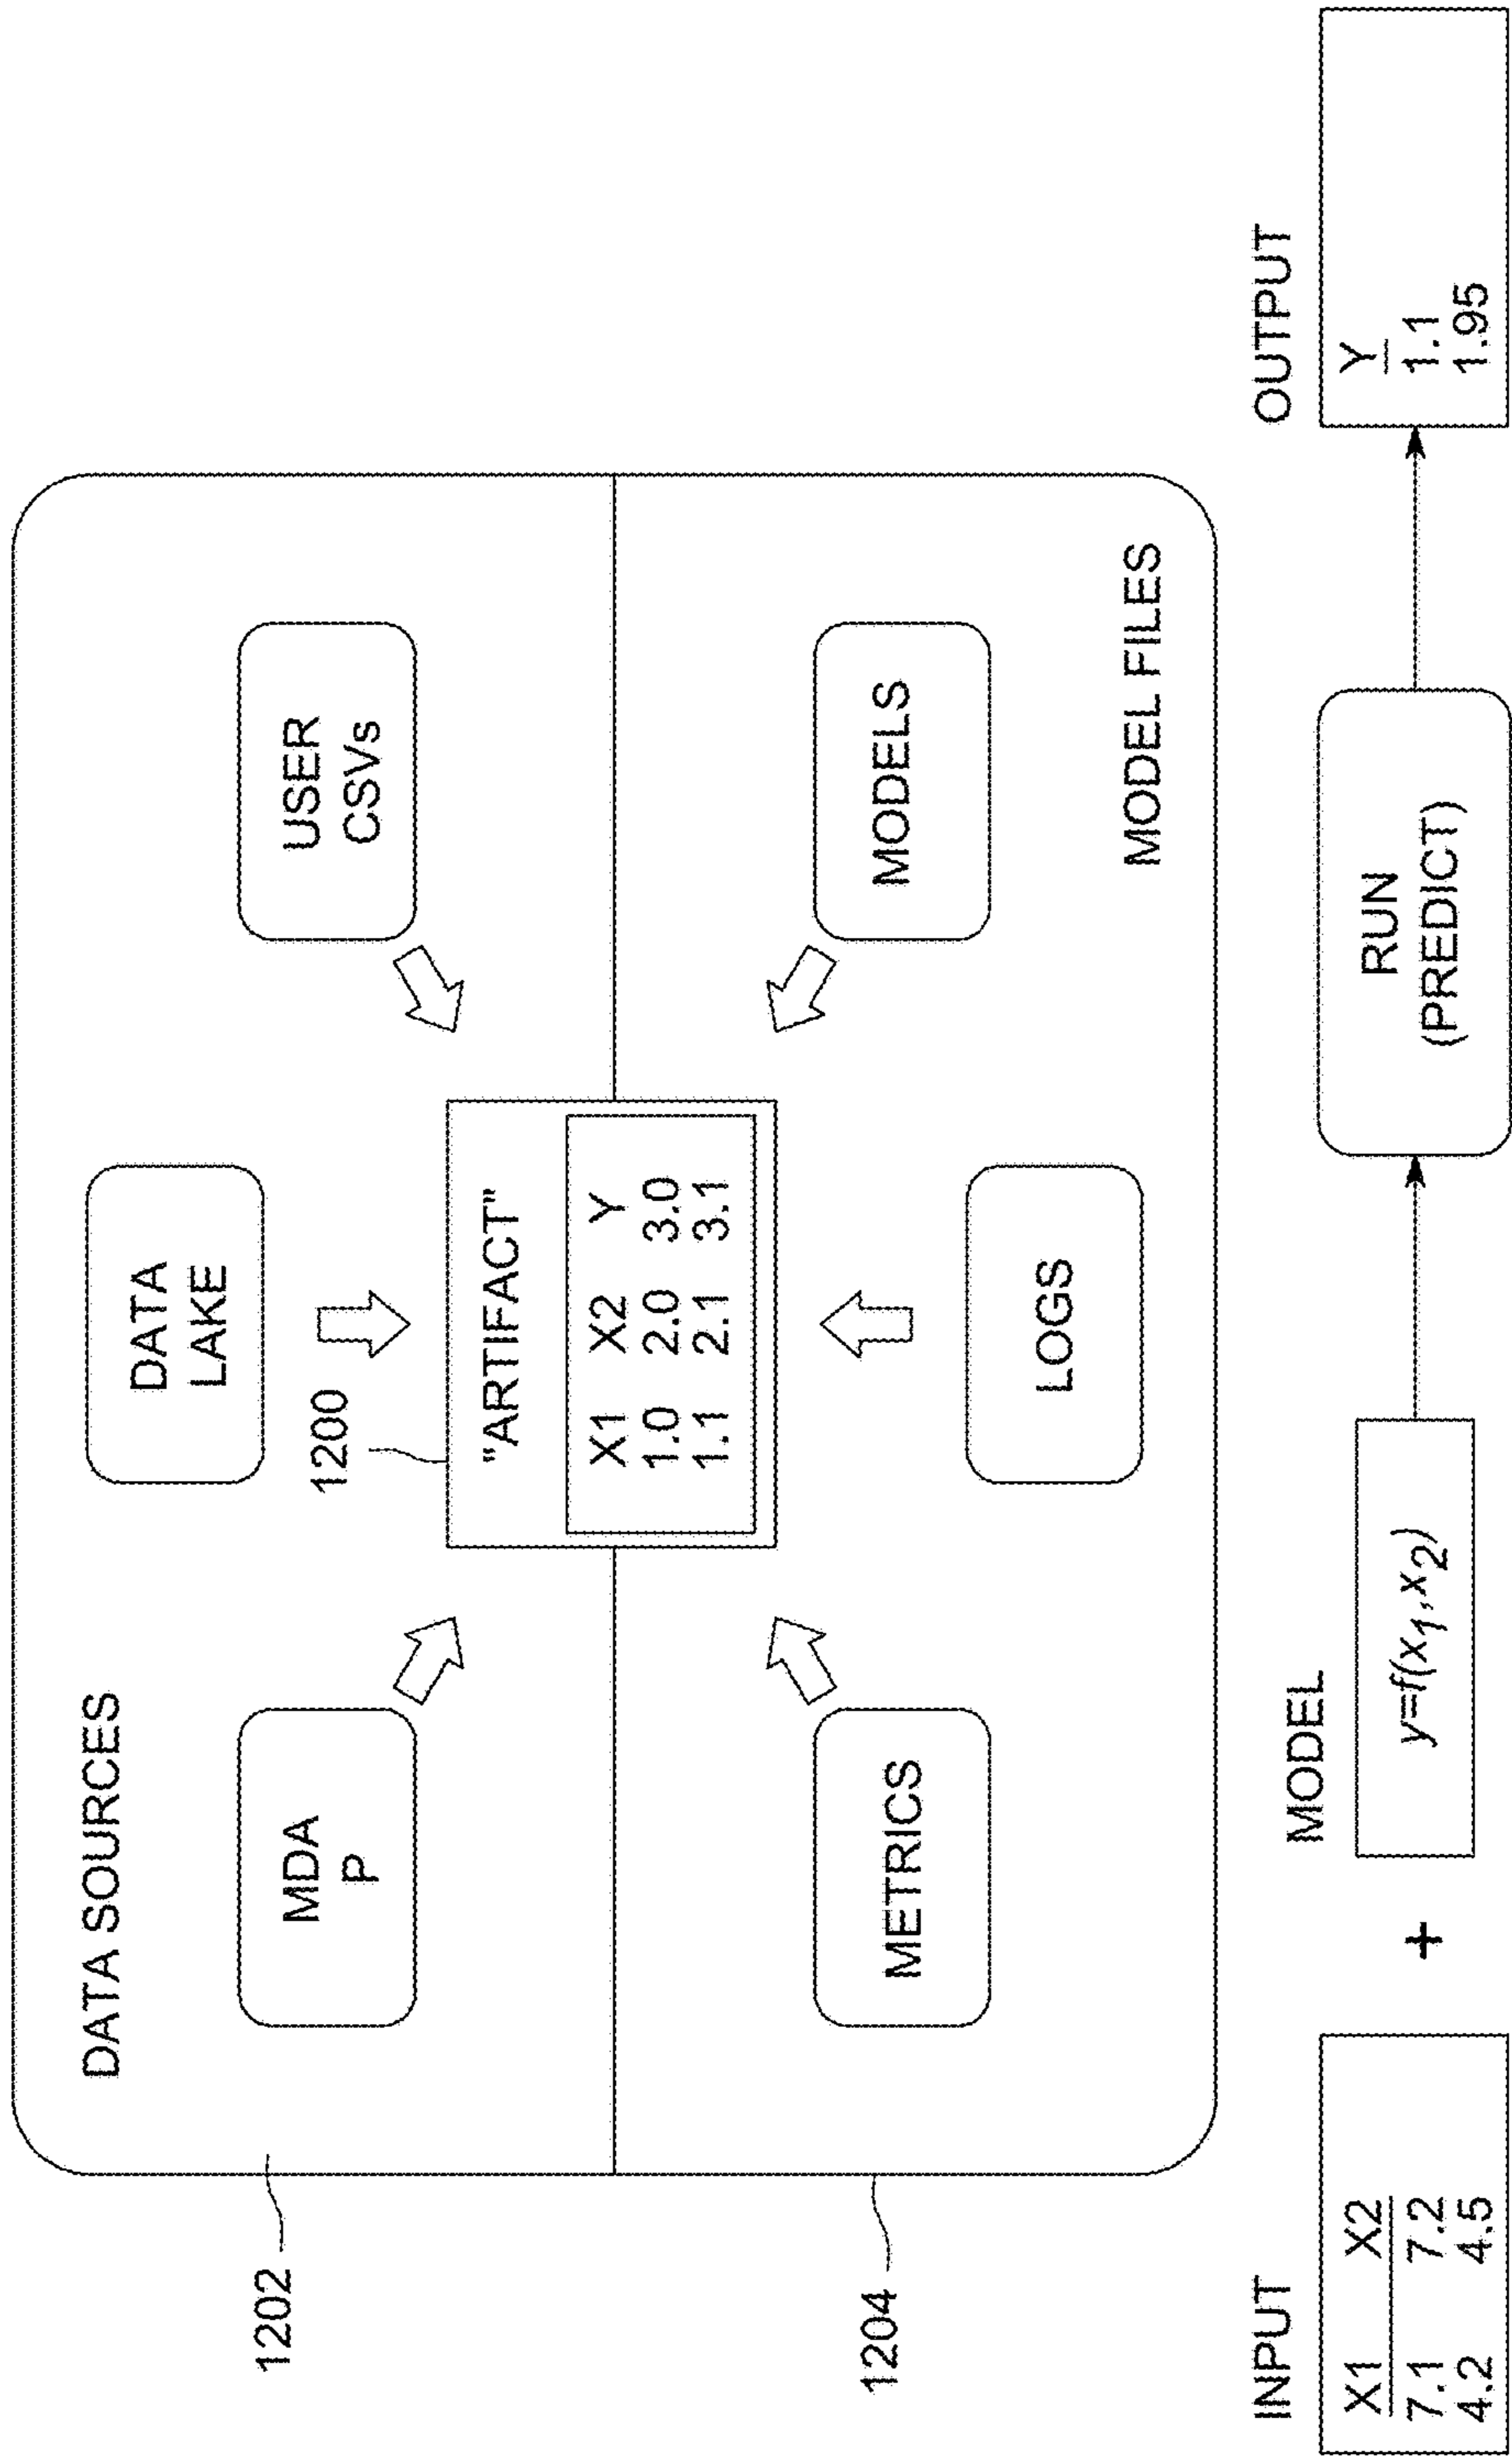 DATA SOURCES
DATA
LAKE
MDA
P
USER
CSVs
1202
1200
"ARTIFACT"
X1 X2 Y
1.0 2.0 3.0
1.1 2.1 3.1
1204
METRICS
LOGS
MODELS
MODEL FILES
INPUT
X1 X2
7.1 7.2
4.2 4.5
+
MODEL
y=f(x1,x2)
RUN
(PREDICT)
OUTPUT
Y
1.1
1.95